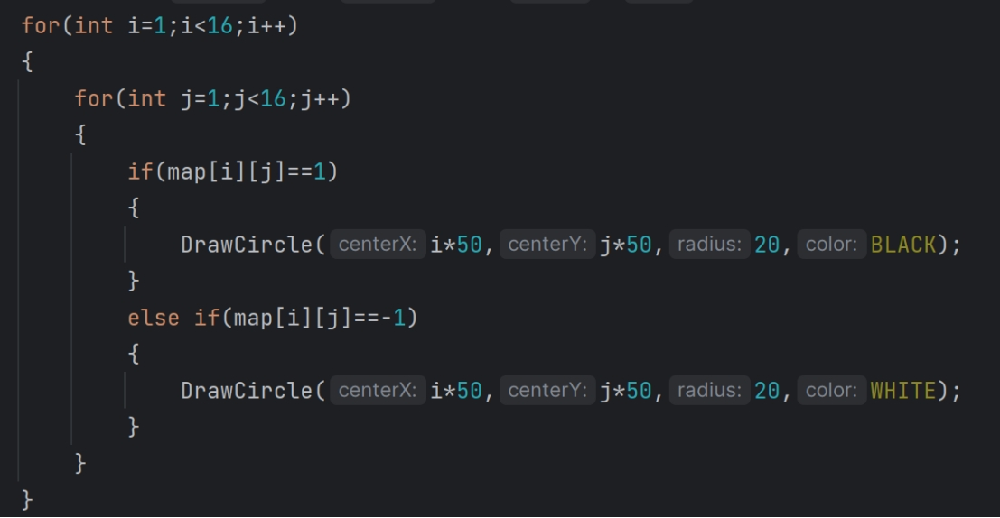 for(int i=1;i<16;i++)
{
for(int j=1;j<16;j++)
{
if(map[i][j]==1)
{
DrawCircle( centerX: i*50, centerY: j*50, radius: 20, color: BLACK);
}
else if(map[i][j]==-1)
{
DrawCircle( centerX: i*50, centerY: j*50, radius: 20, color: WHITE);
}
}
}